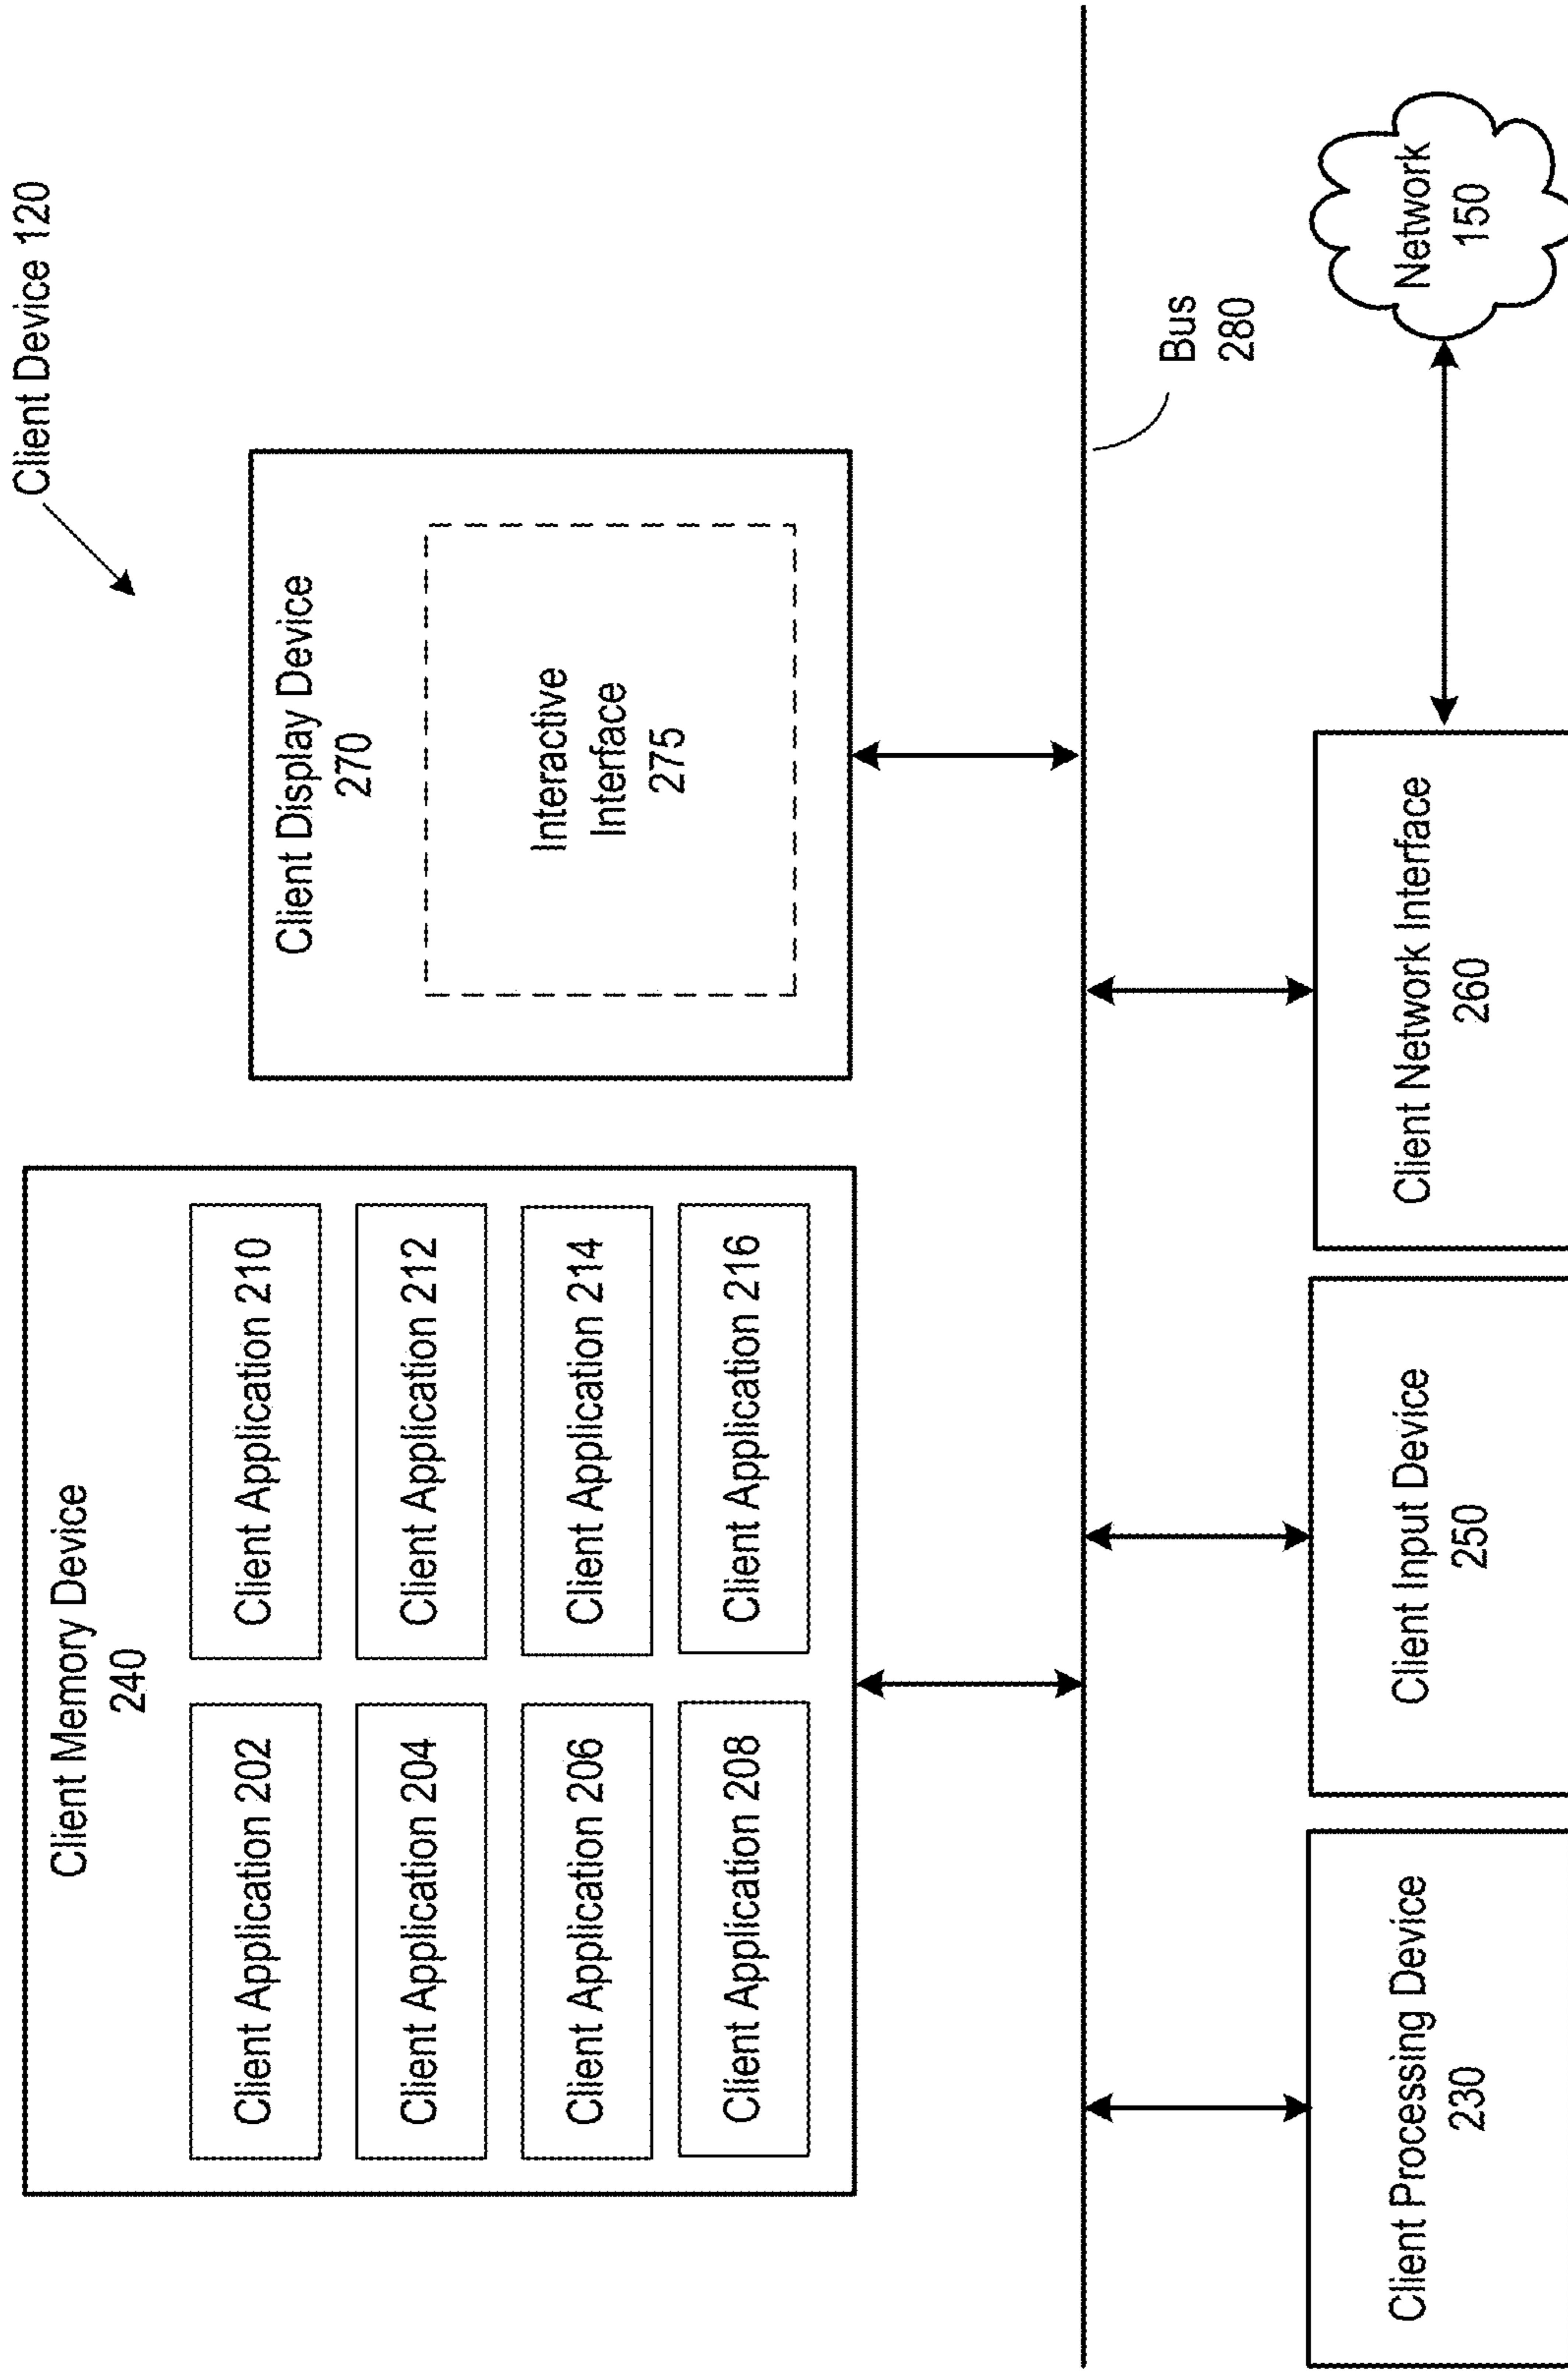 Client Device 120
Client Memory Device
240
Client Application 202
Client Application 210
Client Application 204
Client Application 212
Client Application 206
Client Application 214
Client Application 208
Client Application 216
Client Display Device
270
Interactive
Interface
275
Bus
280
Client Processing Device
230
Client Input Device
250
Client Network Interface
260
Network
150